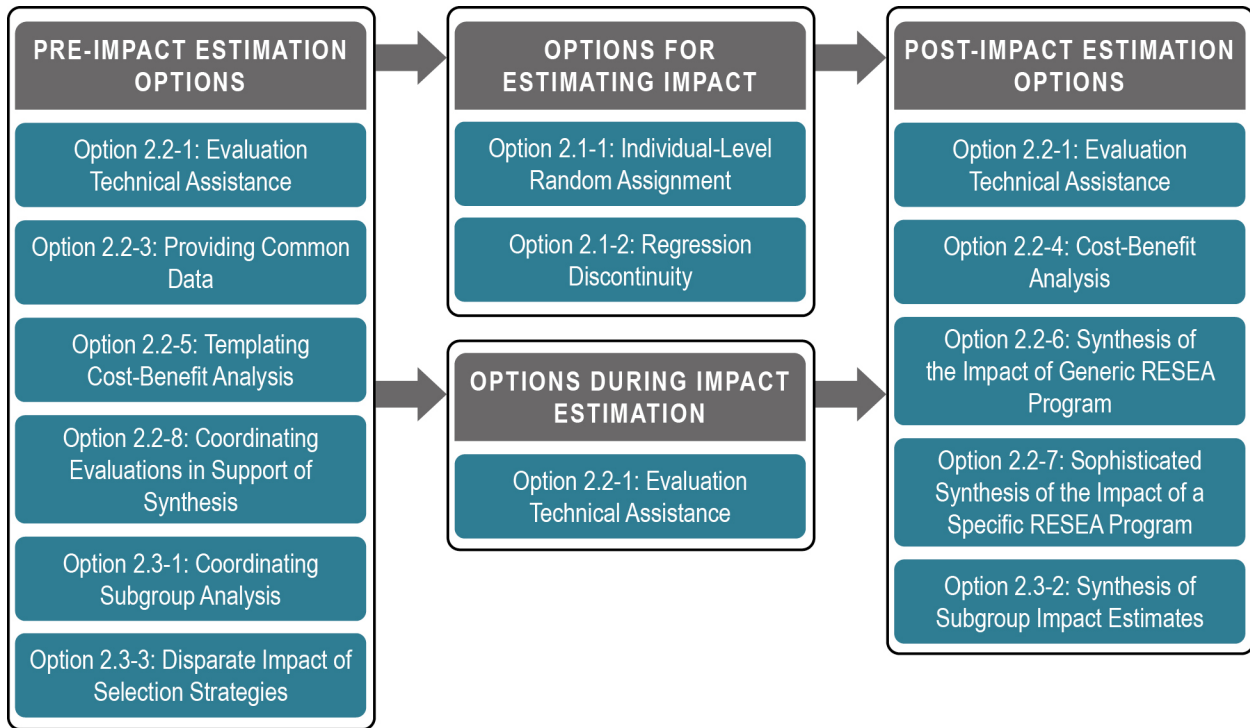 PRE-IMPACT ESTIMATION
OPTIONS
Option 2.2-1: Evaluation
Technical Assistance
Option 2.2-3: Providing Common
Data
Option 2.2-5: Templating
Cost-Benefit Analysis
Option 2.2-8: Coordinating
Evaluations in Support of
Synthesis
Option 2.3-1: Coordinating
Subgroup Analysis
Option 2.3-3: Disparate Impact of
Selection Strategies
OPTIONS FOR
ESTIMATING IMPACT
Option 2.1-1: Individual-Level
Random Assignment
Option 2.1-2: Regression
Discontinuity
OPTIONS DURING IMPACT
ESTIMATION
Option 2.2-1: Evaluation
Technical Assistance
POST-IMPACT ESTIMATION
OPTIONS
Option 2.2-1: Evaluation
Technical Assistance
Option 2.2-4: Cost-Benefit
Analysis
Option 2.2-6: Synthesis of
the Impact of Generic RESEA
Program
Option 2.2-7: Sophisticated
Synthesis of the Impact of a
Specific RESEA Program
Option 2.3-2: Synthesis of
Subgroup Impact Estimates